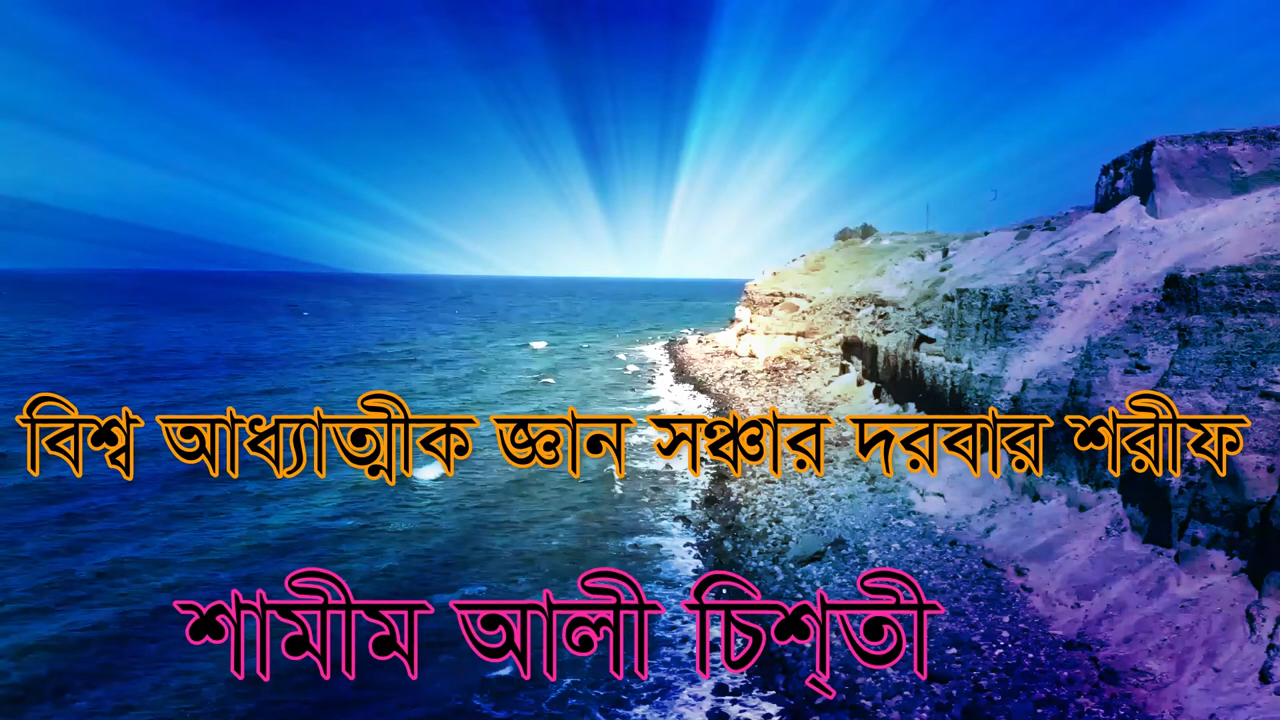 বিশ্ব আধ্যাত্মীক জ্ঞান সঞ্চার দরবার শরীফ
শামীম আলী চিশ্‌তী